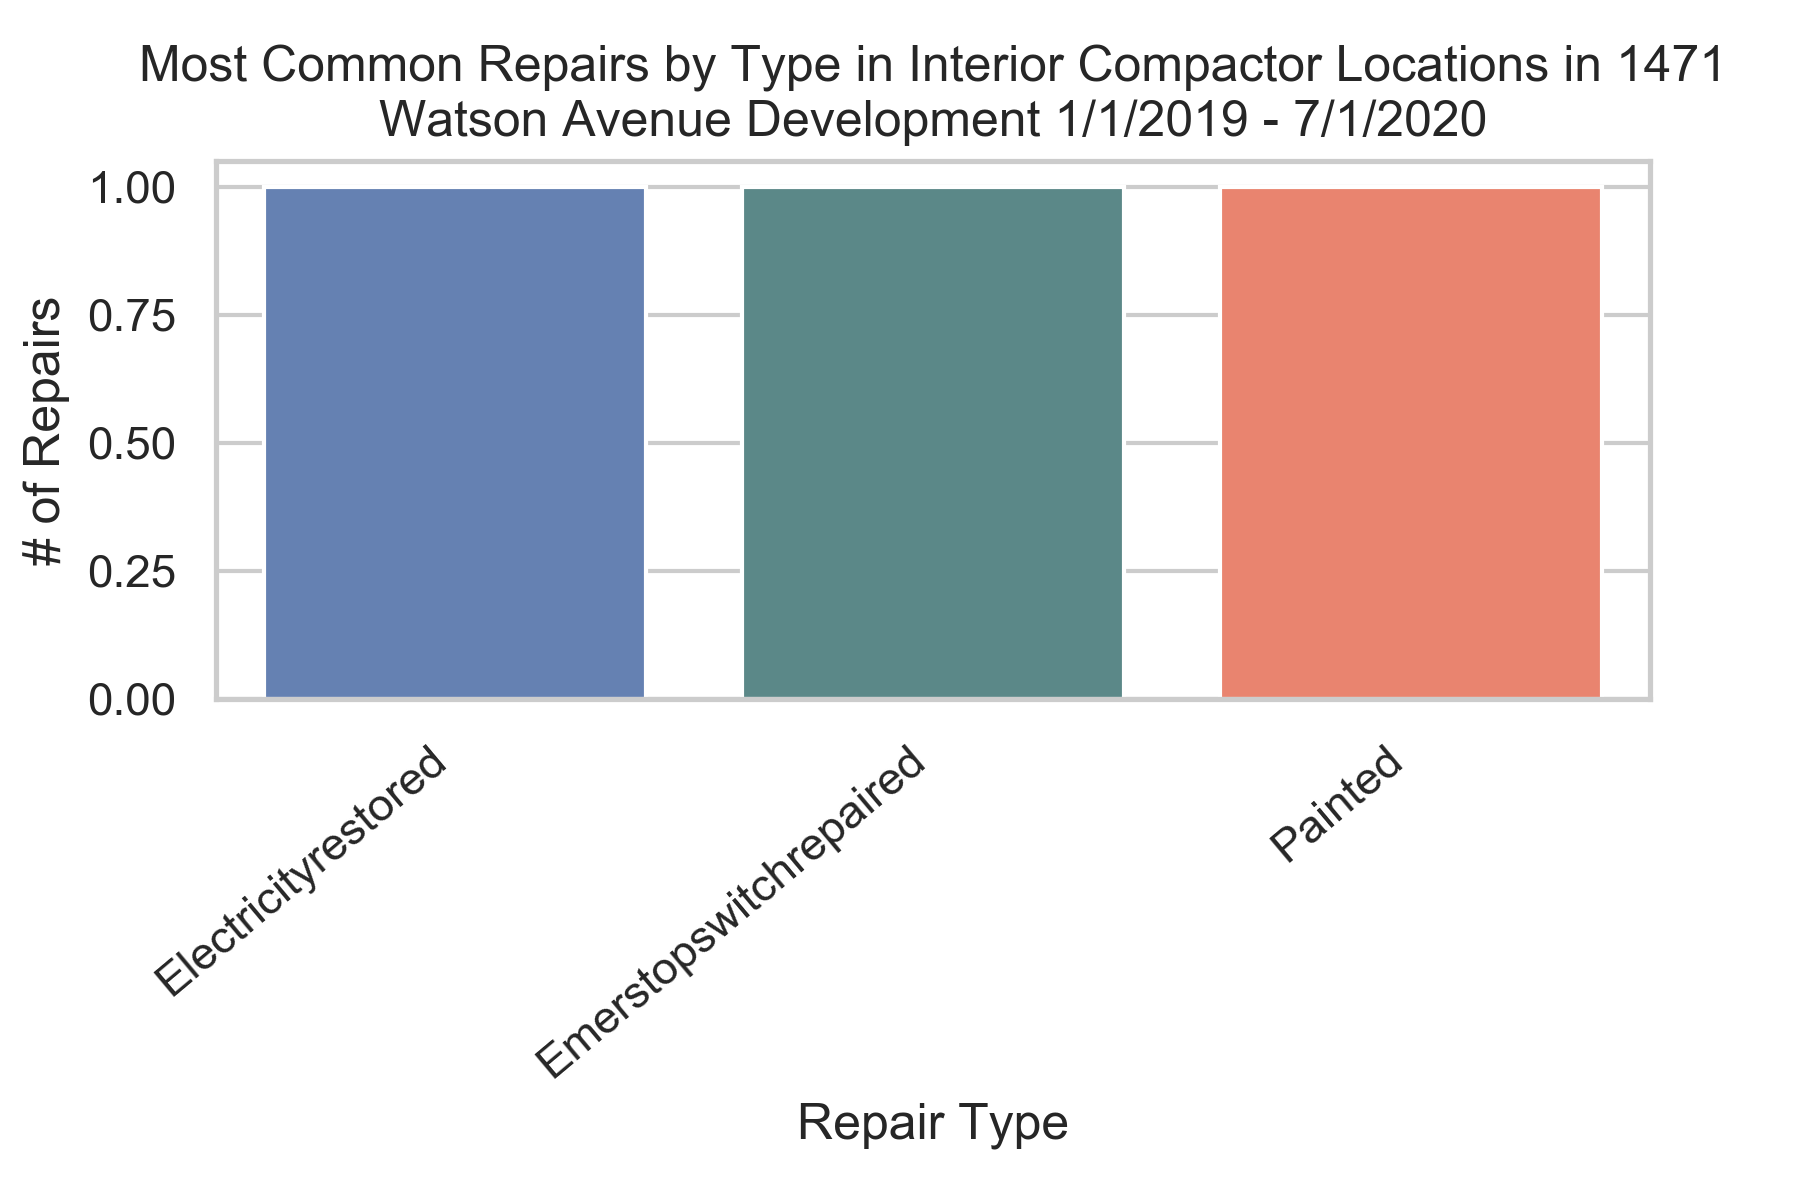 Most Common Repairs by Type in Interior Compactor Locations in 1471
Watson Avenue Development 1/1/2019 - 7/1/2020
# of Repairs
1.00
0.75
0.50
0.25
0.00
Electricityrestored
Emerstopswitchrepaired
Painted
Repair Type